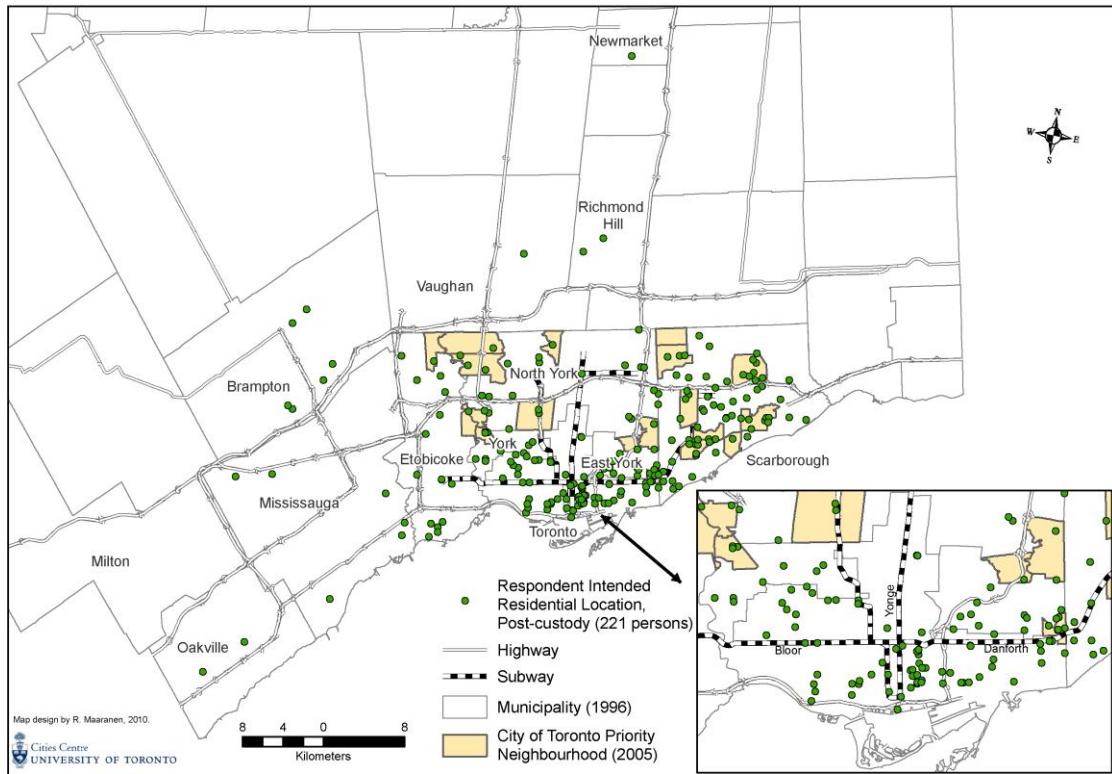 Newmarket
N
W
E
S
Richmond
Hill
Vaughan
Brampton
North York
York
Etobicoke
East York
Scarborough
Mississauga
Toronto
Milton
Oakville
Respondent Intended
Residential Location,
Post-custody (221 persons)
Highway
Subway
Municipality (1996)
City of Toronto Priority
Neighbourhood (2005)
Yonge
Bloor
Danforth
Map design by R. Maaranen, 2010.
Cities Centre
UNIVERSITY OF TORONTO
8 4 0 8
Kilometers